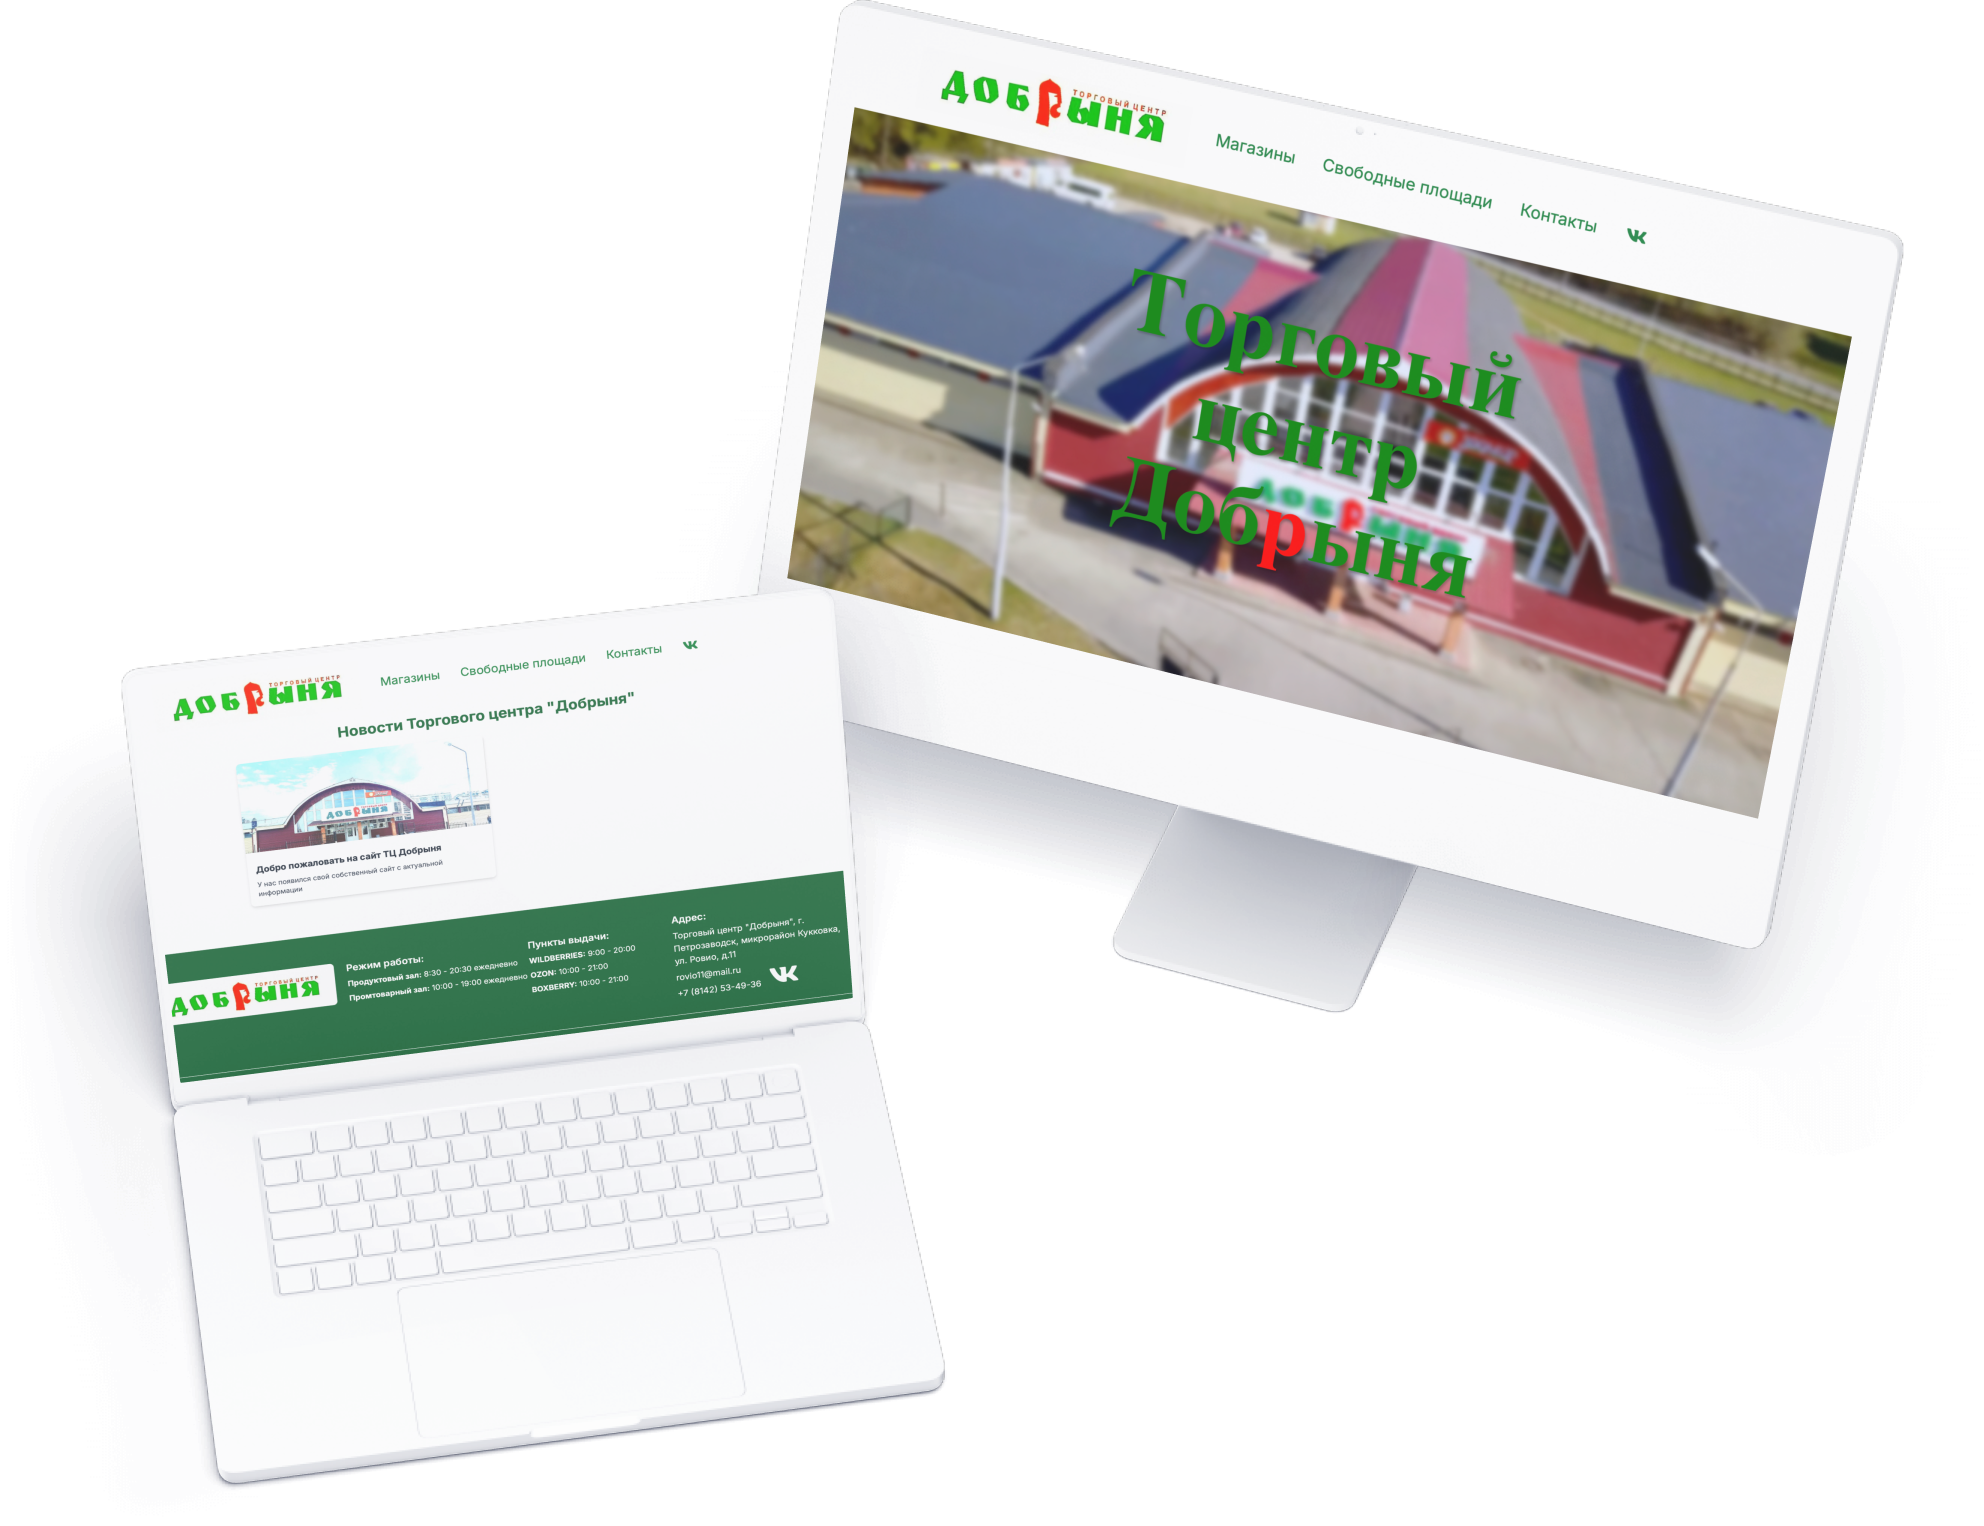 ДОБРЫНЯ
ТОРГОВЫЙ ЦЕНТР
Магазины
Свободные площади
Контакты
Торговый
центр
Добрыня
ДОБРЫНЯ
ДОБРЫНЯ
ТОРГОВЫЙ ЦЕНТР
Магазины
Свободные площади
Контакты
Новости Торгового центра "Добрыня"
ДОБРЫНЯ
Добро пожаловать на сайт ТЦ Добрыня
У нас появился свой собственный сайт с актуальной
информации
ДОБРЫНЯ
ТОРГОВЫЙ ЦЕНТР
Режим работы:
Продуктовый зал: 8:30 - 20:30 ежедневно
Промтоварный зал: 10:00 - 19:00 ежедневно
Пункты выдачи:
WILDBERRIES: 9:00 - 20:00
OZON: 10:00 - 21:00
BOXBERRY: 10:00 - 21:00
Адрес:
Торговый центр "Добрыня", г.
Петрозаводск, микрорайон Кукковка,
ул. Ровио, д.11
rovio11@mail.ru
+7 (8142) 53-49-36